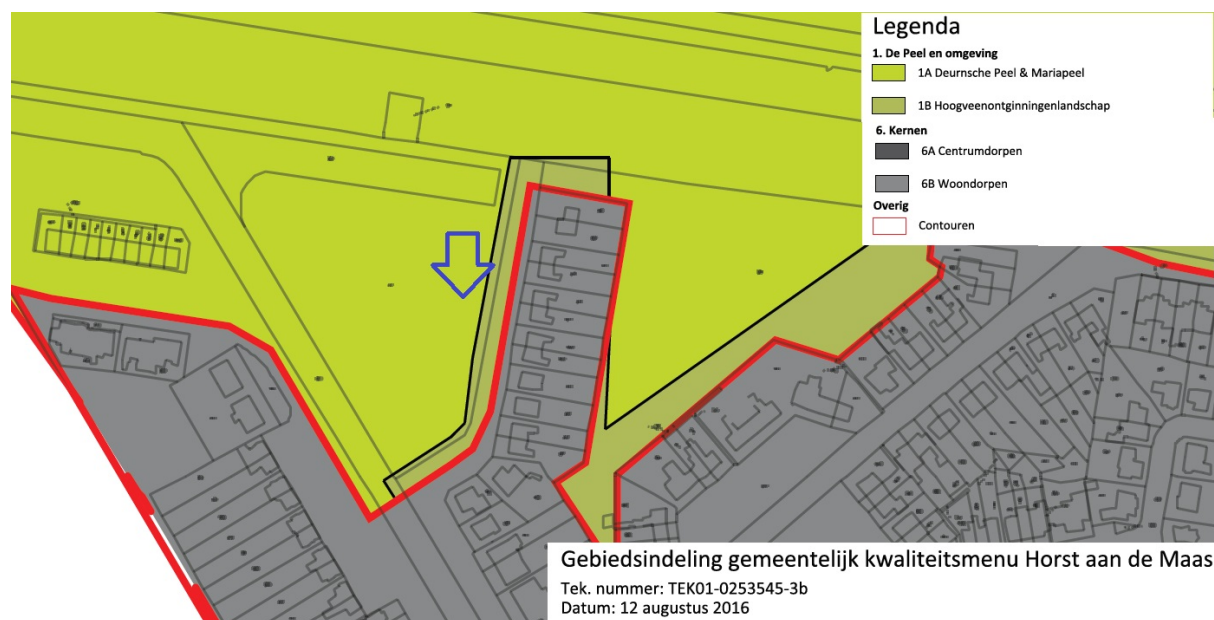 Legenda
1. De Peel en omgeving
1A Deurnsche Peel & Mariapeel
1B Hoogveenontginningenlandschap
6. Kernen
6A Centrumdorpen
6B Woondorpen
Overig
Contouren
Gebiedsindeling gemeentelijk kwaliteitsmenu Horst aan de Maas
Tek. nummer: TEK01-0253545-3b
Datum: 12 augustus 2016